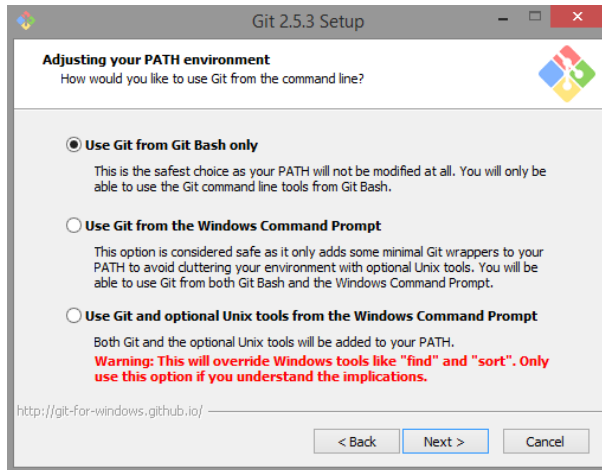 Git 2.5.3 Setup
Adjusting your PATH environment
How would you like to use Git from the command line?
Use Git from Git Bash only
This is the safest choice as your PATH will not be modified at all. You will only be
able to use the Git command line tools from Git Bash.
Use Git from the Windows Command Prompt
This option is considered safe as it only adds some minimal Git wrappers to your
PATH to avoid cluttering your environment with optional Unix tools. You will be
able to use Git from both Git Bash and the Windows Command Prompt.
Use Git and optional Unix tools from the Windows Command Prompt
Both Git and the optional Unix tools will be added to your PATH.
Warning: This will override Windows tools like "find" and "sort". Only
use this option if you understand the implications.
http://git-for-windows.github.io/
< Back Next > Cancel